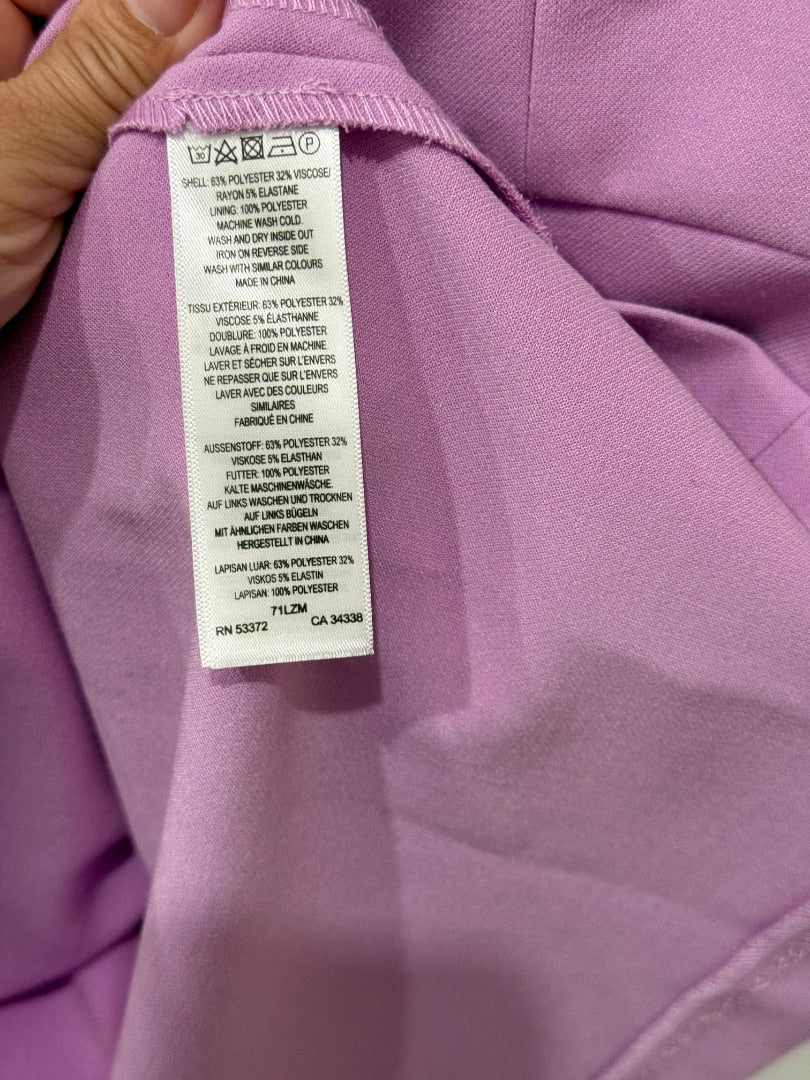 30 P
SHELL: 63% POLYESTER 32% VISCOSE/
RAYON 5% ELASTANE
LINING: 100% POLYESTER
MACHINE WASH COLD.
WASH AND DRY INSIDE OUT
IRON ON REVERSE SIDE
WASH WITH SIMILAR COLOURS
MADE IN CHINA
TISSU EXTÉRIEUR: 63% POLYESTER 32%
VISCOSE 5% ÉLASTHANNE
DOUBLURE: 100% POLYESTER
LAVAGE À FROID EN MACHINE.
LAVER ET SÉCHER SUR L'ENVERS
NE REPASSER QUE SUR L'ENVERS
LAVER AVEC DES COULEURS
SIMILAIRES
FABRIQUÉ EN CHINE
AUSSENSTOFF: 63% POLYESTER 32%
VISKOSE 5% ELASTHAN
FUTTER: 100% POLYESTER
KALTE MASCHINENWÄSCHE.
AUF LINKS WASCHEN UND TROCKNEN
AUF LINKS BÜGELN
MIT ÄHNLICHEN FARBEN WASCHEN
HERGESTELLT IN CHINA
LAPISAN LUAR: 63% POLYESTER 32%
VISKOS 5% ELASTIN
LAPISAN: 100% POLYESTER
71LZM
RN 53372 CA 34338